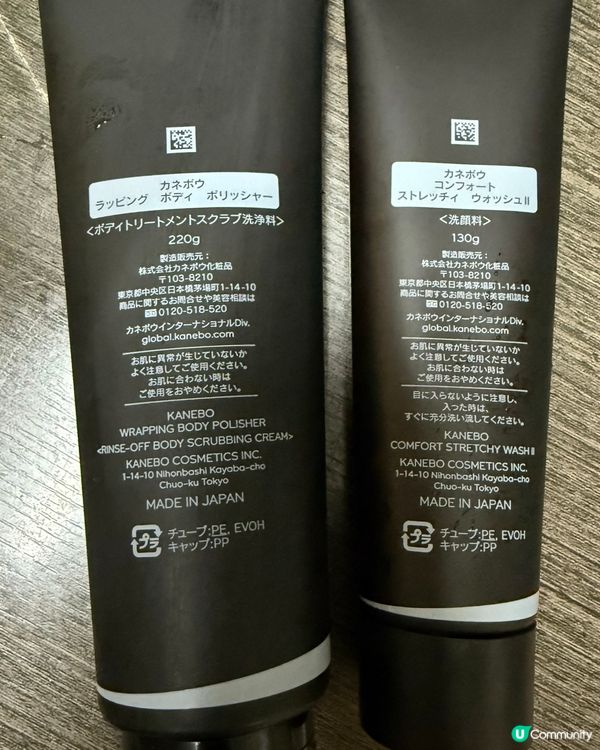 カネボウ
ラッピング ボディ ポリッシャー
<ボディトリートメントスクラブ洗浄料>
220g
製造販売元:
株式会社カネボウ化粧品
〒103-8210
東京都中央区日本橋茅場町1-14-10
商品に関するお問合せや美容相談は
0120-518-520
カネボウインターナショナルDiv.
global.kanebo.com
お肌に異常が生じていないか
よく注意してご使用ください。
お肌に合わない時は
ご使用をおやめください。
KANEBO
WRAPPING BODY POLISHER
<RINSE-OFF BODY SCRUBBING CREAM>
KANEBO COSMETICS INC.
1-14-10 Nihonbashi Kayaba-cho
Chuo-ku Tokyo
MADE IN JAPAN
プラ
チューブ:PE, EVOH
キャップ:PP
カネボウ
コンフォート
ストレッチィ ウォッシュII
<洗顔料>
130g
製造販売元:
株式会社カネボウ化粧品
〒103-8210
東京都中央区日本橋茅場町1-14-10
商品に関するお問合せや美容相談は
0120-518-520
カネボウインターナショナルDiv.
global.kanebo.com
お肌に異常が生じていないか
よく注意してご使用ください。
お肌に合わない時は
ご使用をおやめください。
目に入らないように注意し、
入った時は、
すぐに充分洗い流してください。
KANEBO
COMFORT STRETCHY WASH II
KANEBO COSMETICS INC.
1-14-10 Nihonbashi Kayaba-cho
Chuo-ku Tokyo
MADE IN JAPAN
プラ
チューブ:PE, EVOH
キャップ:PP
U Community